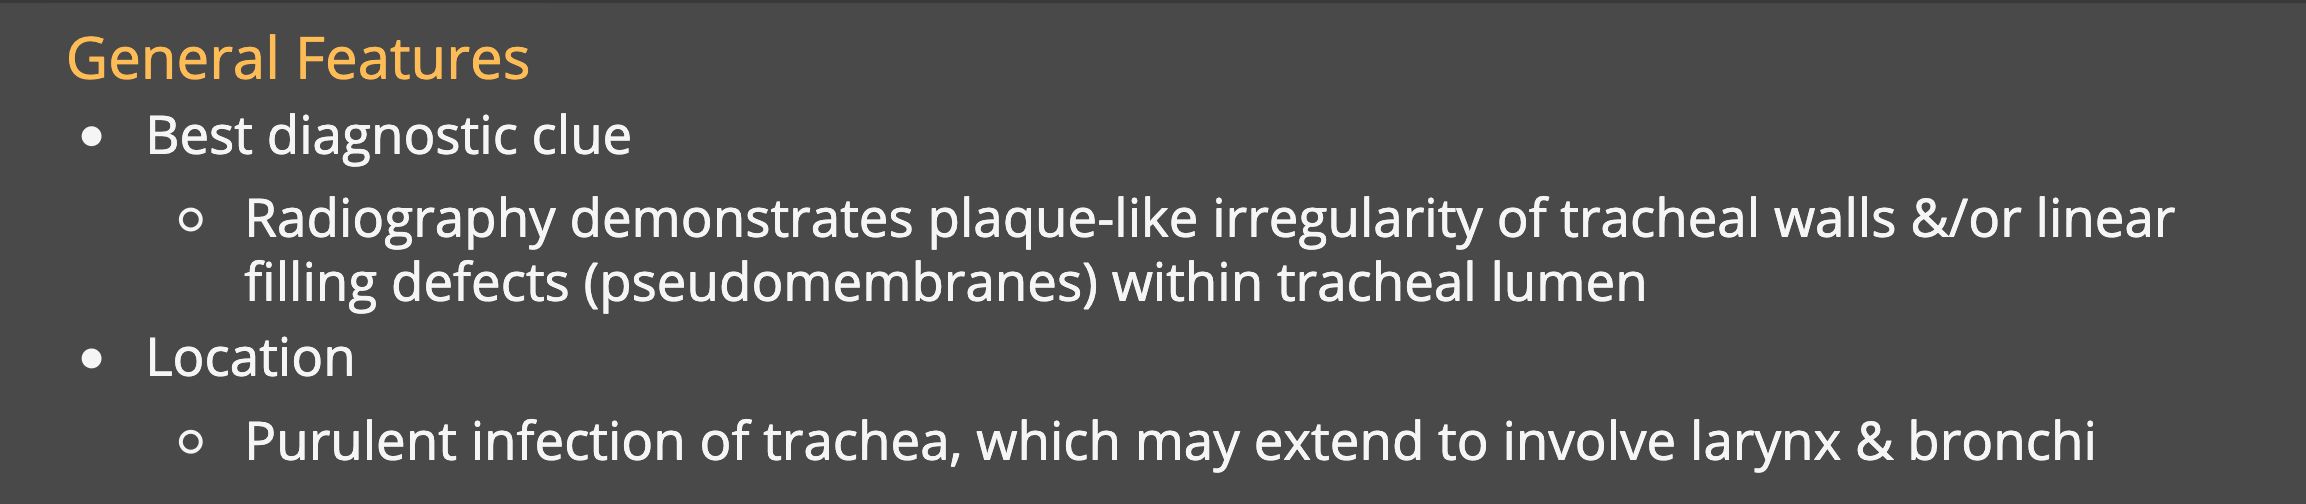 General Features
• Best diagnostic clue
○ Radiography demonstrates plaque-like irregularity of tracheal walls &/or linear
filling defects (pseudomembranes) within tracheal lumen
• Location
○ Purulent infection of trachea, which may extend to involve larynx & bronchi